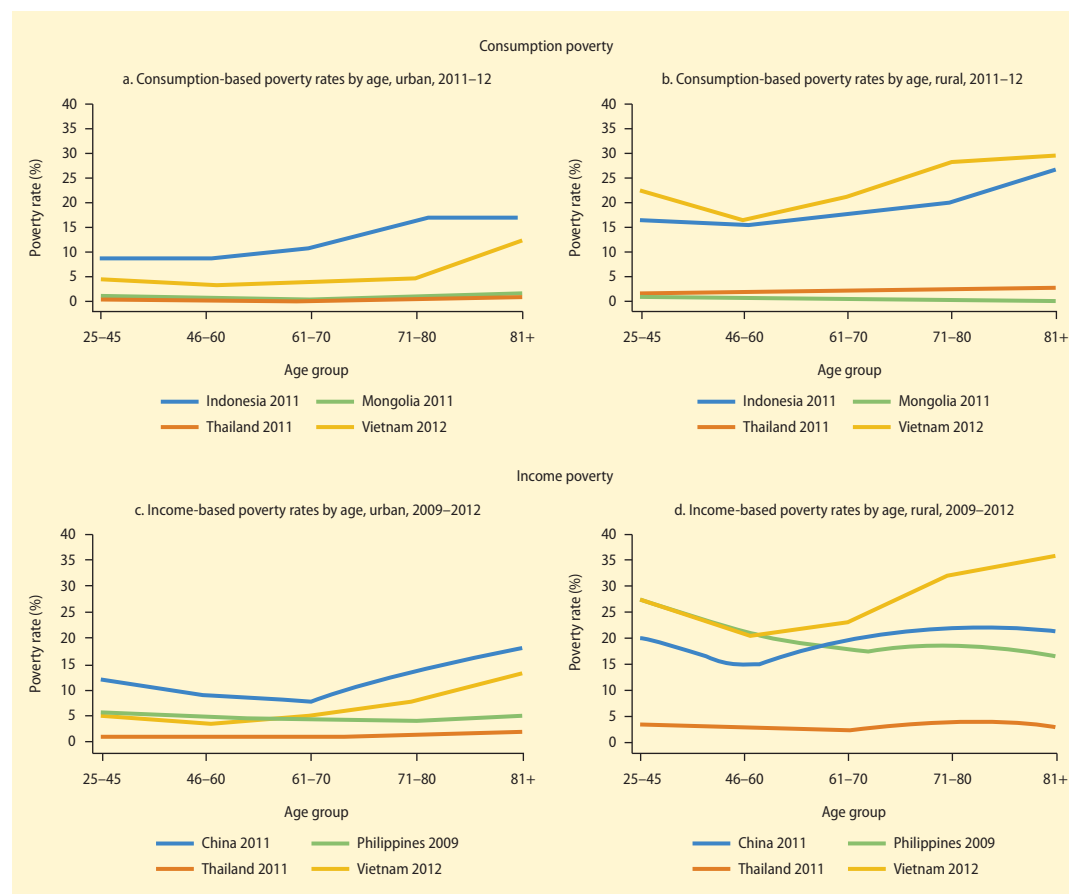 Consumption poverty
a. Consumption-based poverty rates by age, urban, 2011–12
40
35
30
25
20
15
10
5
0
Poverty rate (%)
25–45 46–60 61–70 71–80 81+
Age group
Indonesia 2011 Mongolia 2011
Thailand 2011 Vietnam 2012
b. Consumption-based poverty rates by age, rural, 2011–12
40
35
30
25
20
15
10
5
0
Poverty rate (%)
25–45 46–60 61–70 71–80 81+
Age group
Indonesia 2011 Mongolia 2011
Thailand 2011 Vietnam 2012
Income poverty
c. Income-based poverty rates by age, urban, 2009–2012
40
35
30
25
20
15
10
5
0
Poverty rate (%)
25–45 46–60 61–70 71–80 81+
Age group
China 2011 Philippines 2009
Thailand 2011 Vietnam 2012
d. Income-based poverty rates by age, rural, 2009–2012
40
35
30
25
20
15
10
5
0
Poverty rate (%)
25–45 46–60 61–70 71–80 81+
Age group
China 2011 Philippines 2009
Thailand 2011 Vietnam 2012